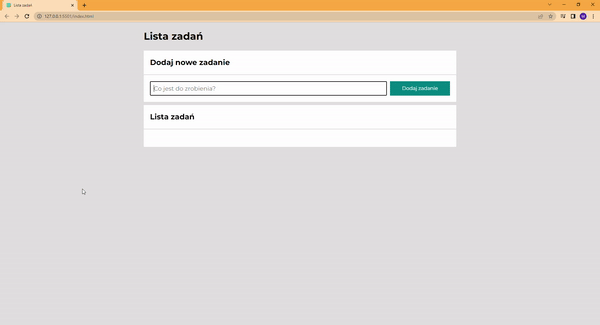 Lista zadań
127.0.0.1:5501/index.html
Lista zadań
Dodaj nowe zadanie
Co jest do zrobienia?
Dodaj zadanie
Lista zadań